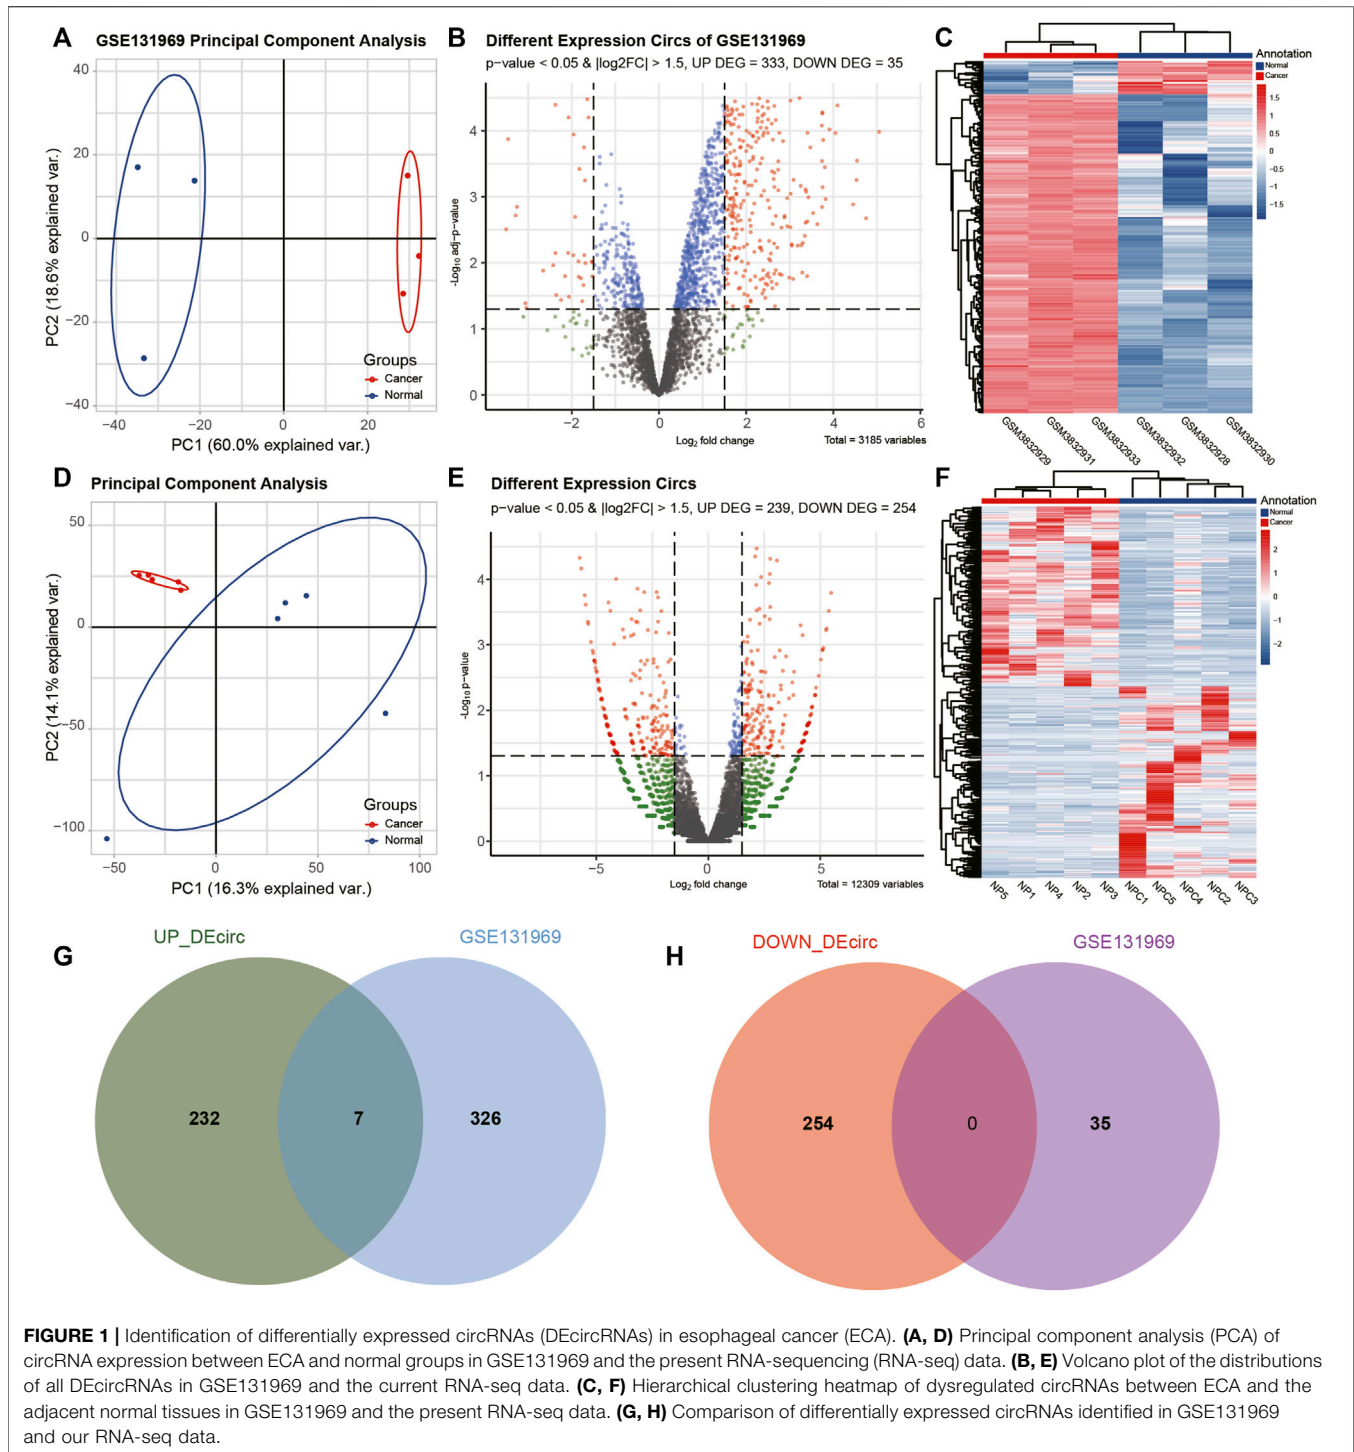 A
GSE131969 Principal Component Analysis
40
20
0
−20
−40
PC2 (18.6% explained var.)
−40
−20
0
20
PC1 (60.0% explained var.)
Groups
Cancer
Normal
B
Different Expression Circs of GSE131969
p−value < 0.05 & |log2FC| > 1.5, UP DEG = 333, DOWN DEG = 35
4
3
2
1
0
-Log10 adj−p−value
−2
0
2
4
6
Log2 fold change
Total = 3185 variables
C
Annotation
Normal
Cancer
1.5
1
0.5
0
−0.5
−1
−1.5
GSM3832929
GSM3832931
GSM3832933
GSM3832932
GSM3832928
GSM3832930
D
Principal Component Analysis
50
0
−50
−100
PC2 (14.1% explained var.)
−50
0
50
100
PC1 (16.3% explained var.)
Groups
Cancer
Normal
E
Different Expression Circs
p−value < 0.05 & |log2FC| > 1.5, UP DEG = 239, DOWN DEG = 254
4
3
2
1
0
-Log10 p−value
−5
0
5
Log2 fold change
Total = 12309 variables
F
Annotation
Normal
Cancer
2
1
0
−1
−2
NP5
NP1
NP4
NP2
NP3
NPC1
NPC5
NPC4
NPC2
NPC3
G
UP_DEcirc
GSE131969
232
7
326
H
DOWN_DEcirc
GSE131969
254
0
35
FIGURE 1 | Identification of differentially expressed circRNAs (DEcircRNAs) in esophageal cancer (ECA). (A, D) Principal component analysis (PCA) of
circRNA expression between ECA and normal groups in GSE131969 and the present RNA-sequencing (RNA-seq) data. (B, E) Volcano plot of the distributions
of all DEcircRNAs in GSE131969 and the current RNA-seq data. (C, F) Hierarchical clustering heatmap of dysregulated circRNAs between ECA and the
adjacent normal tissues in GSE131969 and the present RNA-seq data. (G, H) Comparison of differentially expressed circRNAs identified in GSE131969
and our RNA-seq data.